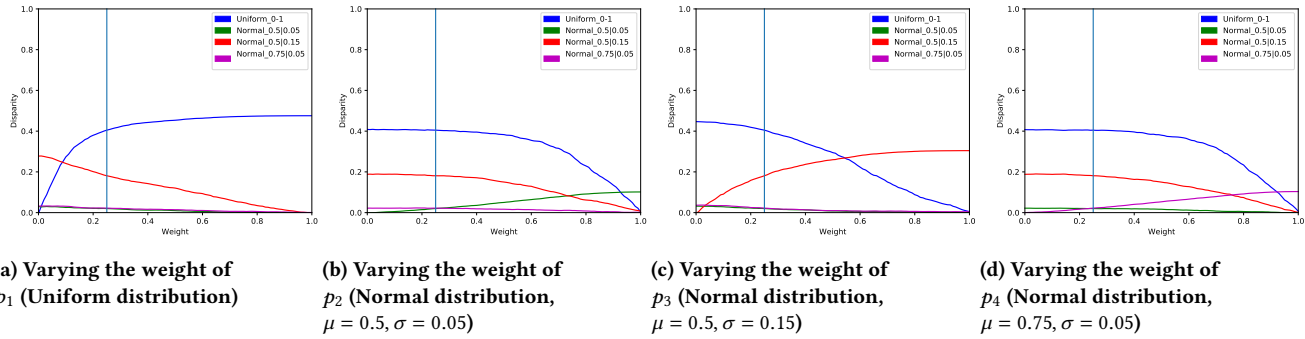 1.0
0.8
0.6
0.4
0.2
0.0
Disparity
0.0 0.2 0.4 0.6 0.8 1.0
Weight
Uniform_0-1
Normal_0.5|0.05
Normal_0.5|0.15
Normal_0.75|0.05
1.0
0.8
0.6
0.4
0.2
0.0
Disparity
0.0 0.2 0.4 0.6 0.8 1.0
Weight
Uniform_0-1
Normal_0.5|0.05
Normal_0.5|0.15
Normal_0.75|0.05
1.0
0.8
0.6
0.4
0.2
0.0
Disparity
0.0 0.2 0.4 0.6 0.8 1.0
Weight
Uniform_0-1
Normal_0.5|0.05
Normal_0.5|0.15
Normal_0.75|0.05
1.0
0.8
0.6
0.4
0.2
0.0
Disparity
0.0 0.2 0.4 0.6 0.8 1.0
Weight
Uniform_0-1
Normal_0.5|0.05
Normal_0.5|0.15
Normal_0.75|0.05
a) Varying the weight of
p₁ (Uniform distribution)
(b) Varying the weight of
p₂ (Normal distribution,
μ = 0.5, σ = 0.05)
(c) Varying the weight of
p₃ (Normal distribution,
μ = 0.5, σ = 0.15)
(d) Varying the weight of
p₄ (Normal distribution,
μ = 0.75, σ = 0.05)